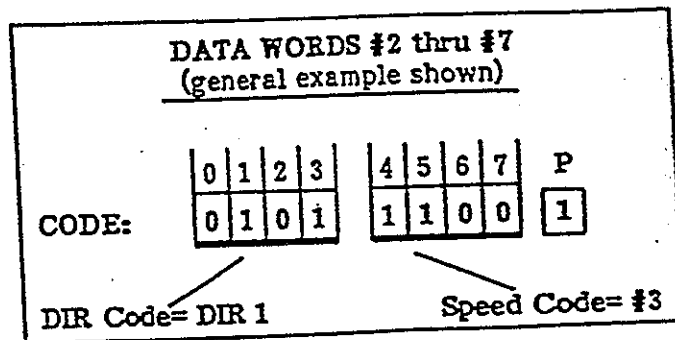 DATA WORDS #2 thru #7
(general example shown)
0 1 2 3 4 5 6 7 P
CODE: 0 1 0 1 1 1 0 0 1
DIR Code= DIR 1 Speed Code= #3